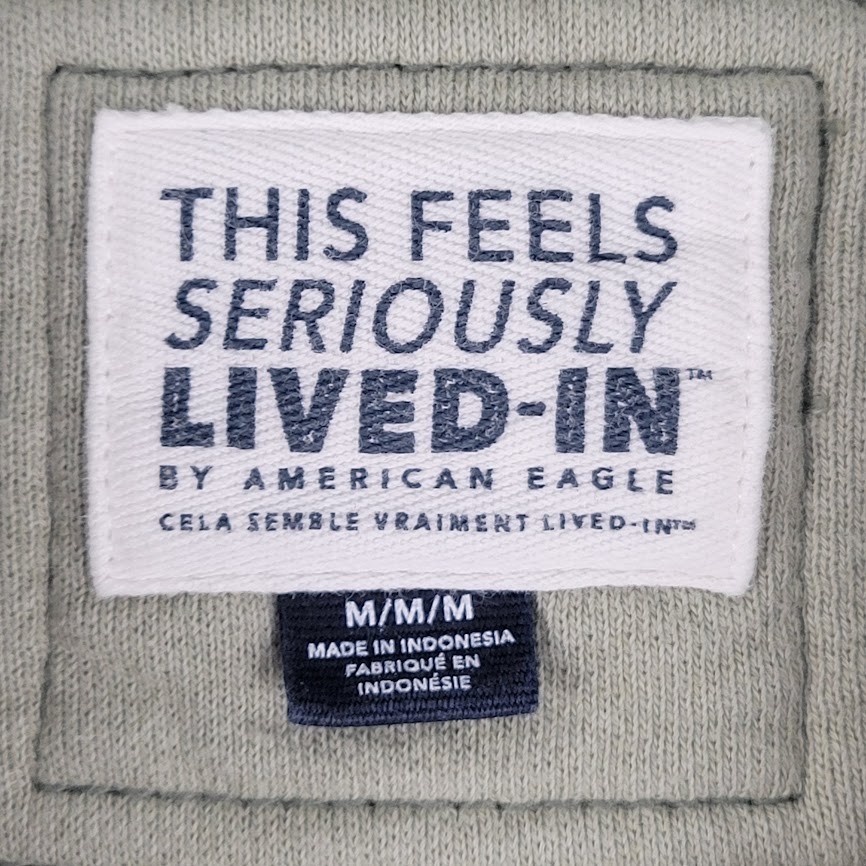 THIS FEELS
SERIOUSLY
LIVED-IN™
BY AMERICAN EAGLE
CELA SEMBLE VRAIMENT LIVED-IN™
M/M/M
MADE IN INDONESIA
FABRIQUÉ EN
INDONÉSIE